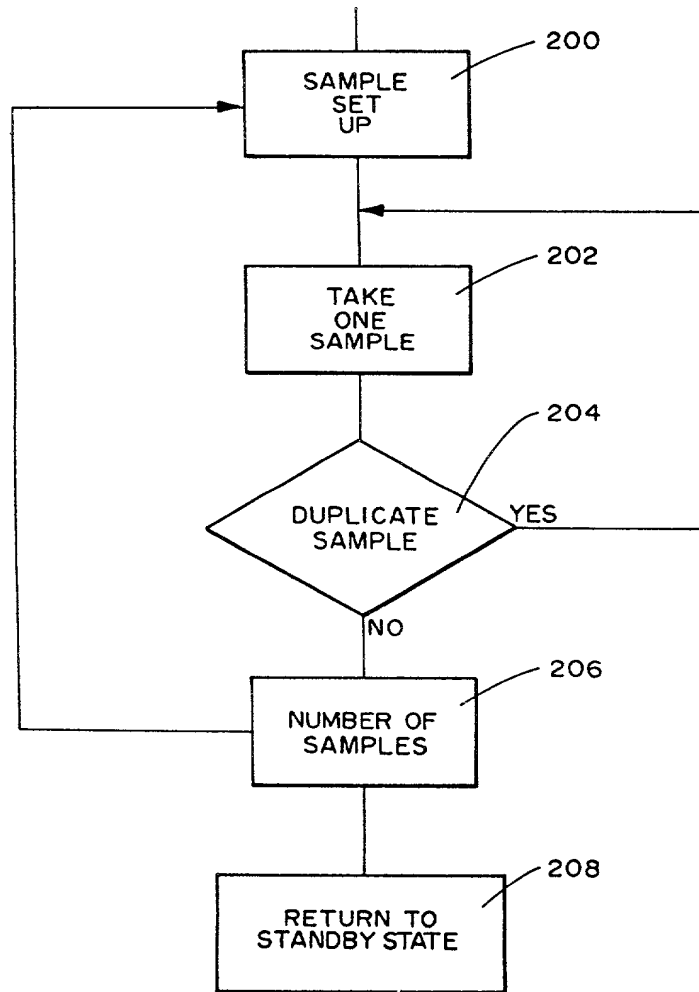 200
SAMPLE
SET
UP
202
TAKE
ONE
SAMPLE
204
DUPLICATE
SAMPLE
YES
NO
206
NUMBER OF
SAMPLES
208
RETURN TO
STANDBY STATE